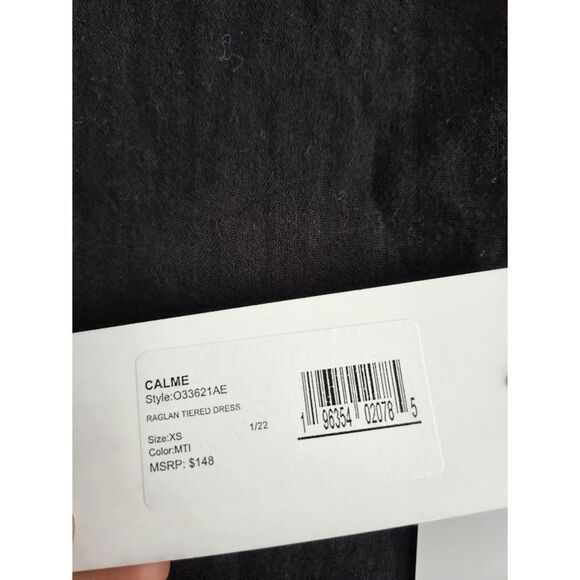 CALME
Style:O33621AE
RAGLAN TIERED DRESS
Size:XS 1/22
Color:MTI
MSRP: $148
1 96354 02078 5